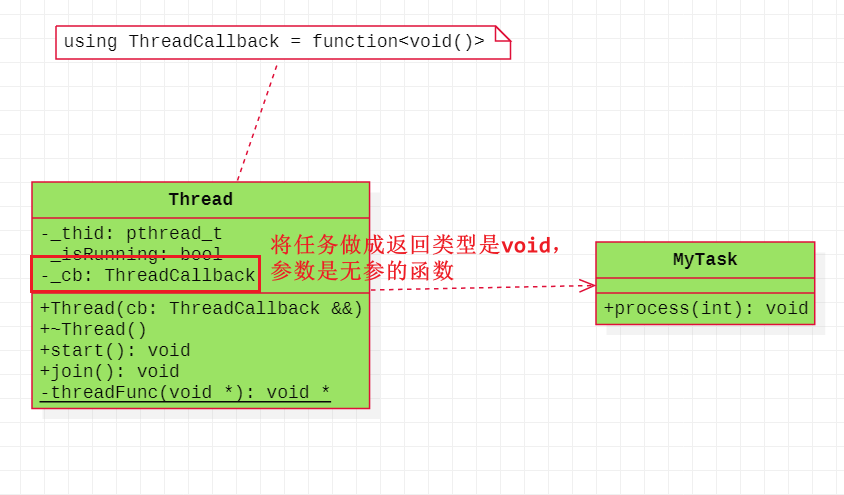 using ThreadCallback = function<void()>
Thread
-_thid: pthread_t
-_isRunning: bool
-_cb: ThreadCallback
将任务做成返回类型是void，
参数是无参的函数
+Thread(cb: ThreadCallback &&)
+~Thread()
+start(): void
+join(): void
-threadFunc(void *): void *
MyTask
+process(int): void